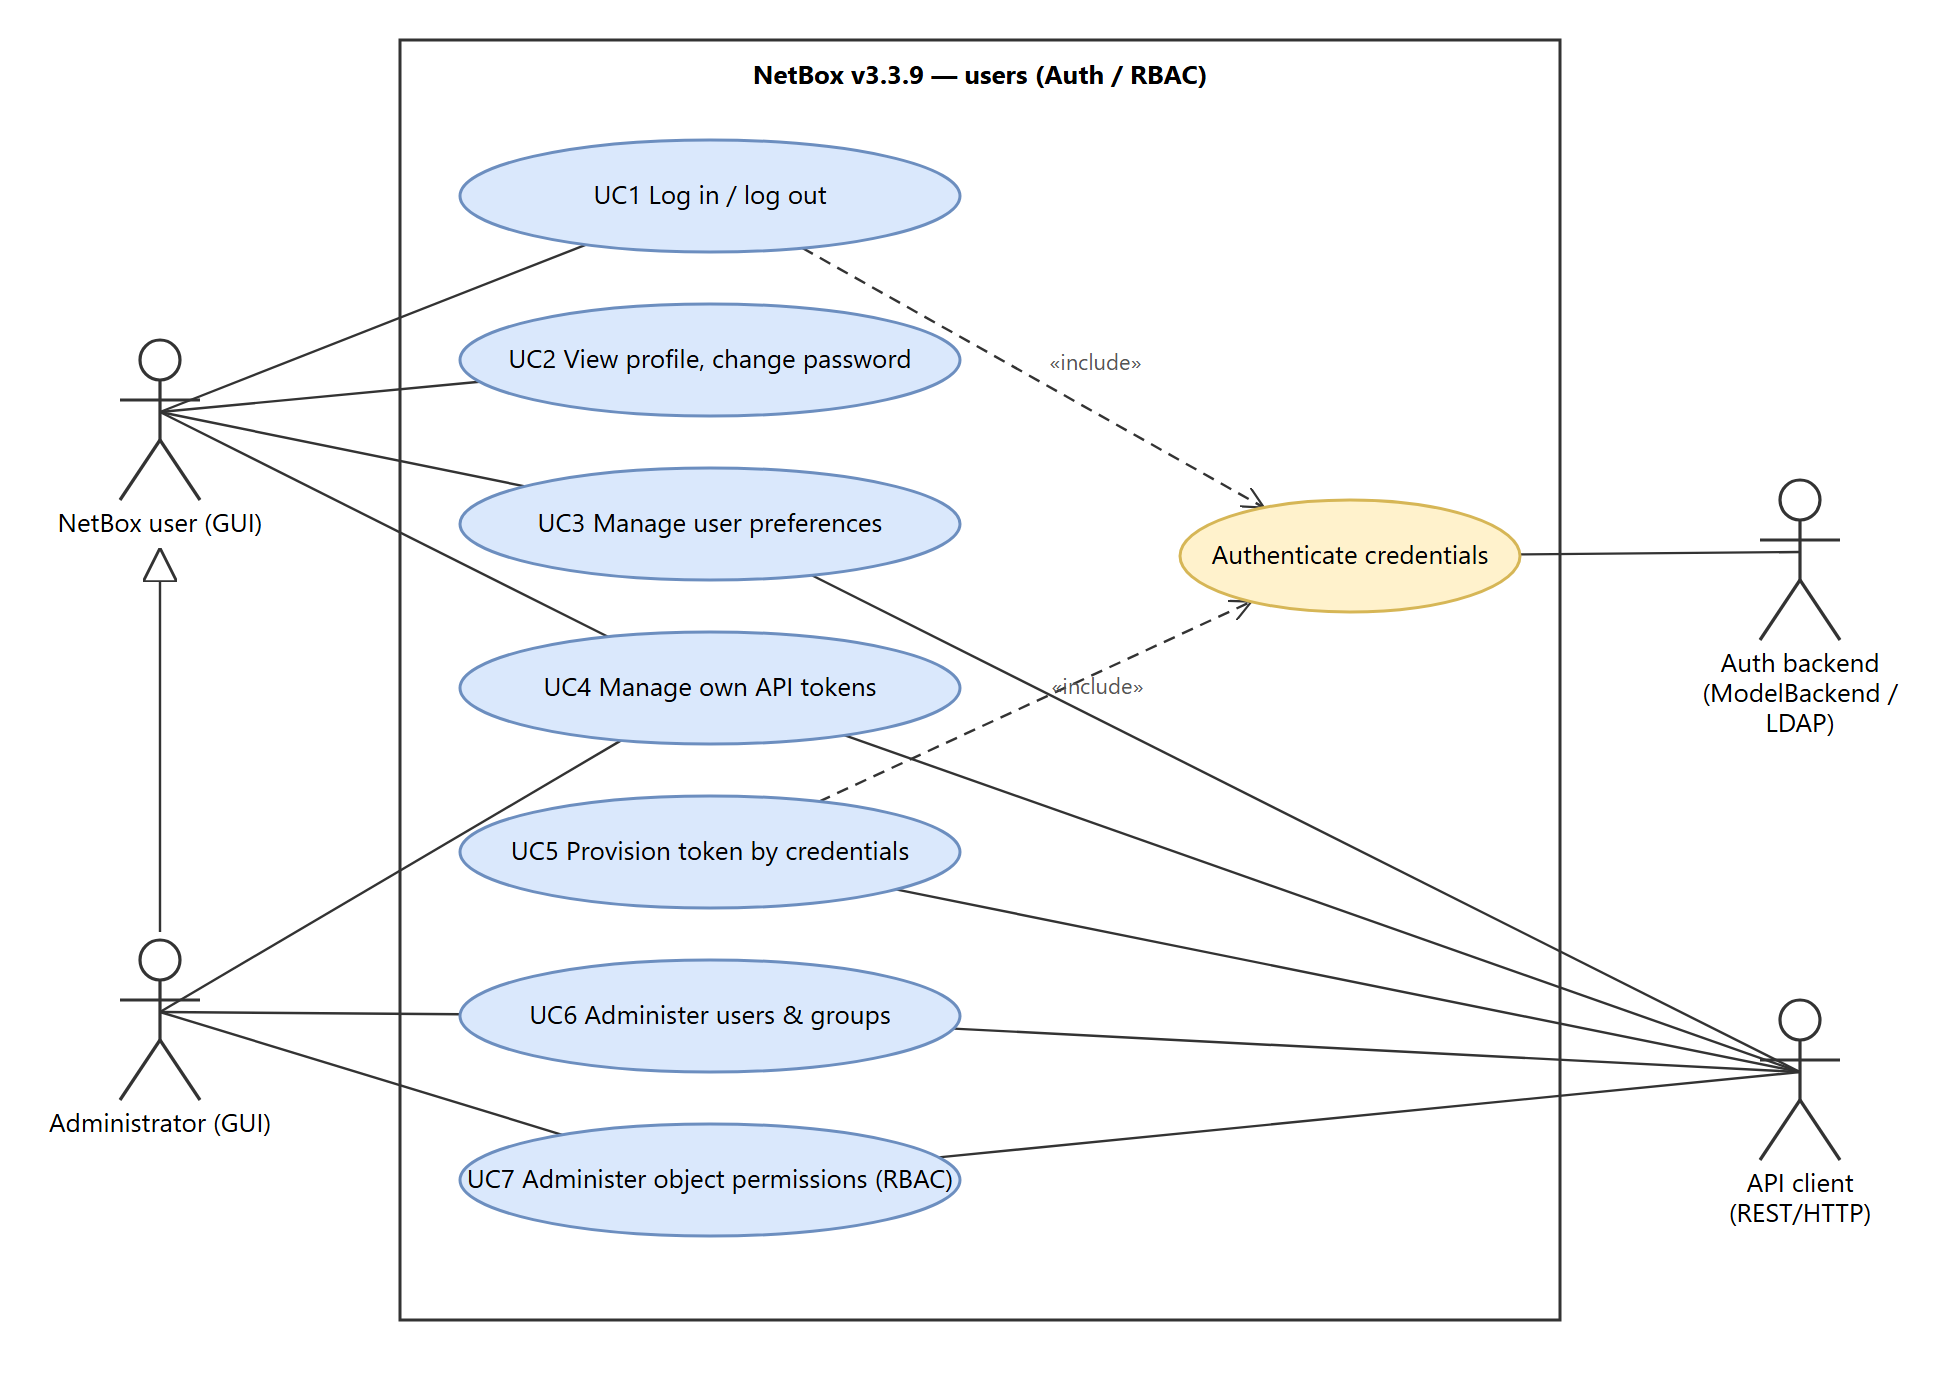 NetBox v3.3.9 — users (Auth / RBAC)
UC1 Log in / log out
UC2 View profile, change password
«include»
UC3 Manage user preferences
NetBox user (GUI)
Authenticate credentials
Auth backend
(ModelBackend /
LDAP)
UC4 Manage own API tokens
«include»
UC5 Provision token by credentials
UC6 Administer users & groups
Administrator (GUI)
UC7 Administer object permissions (RBAC)
API client
(REST/HTTP)